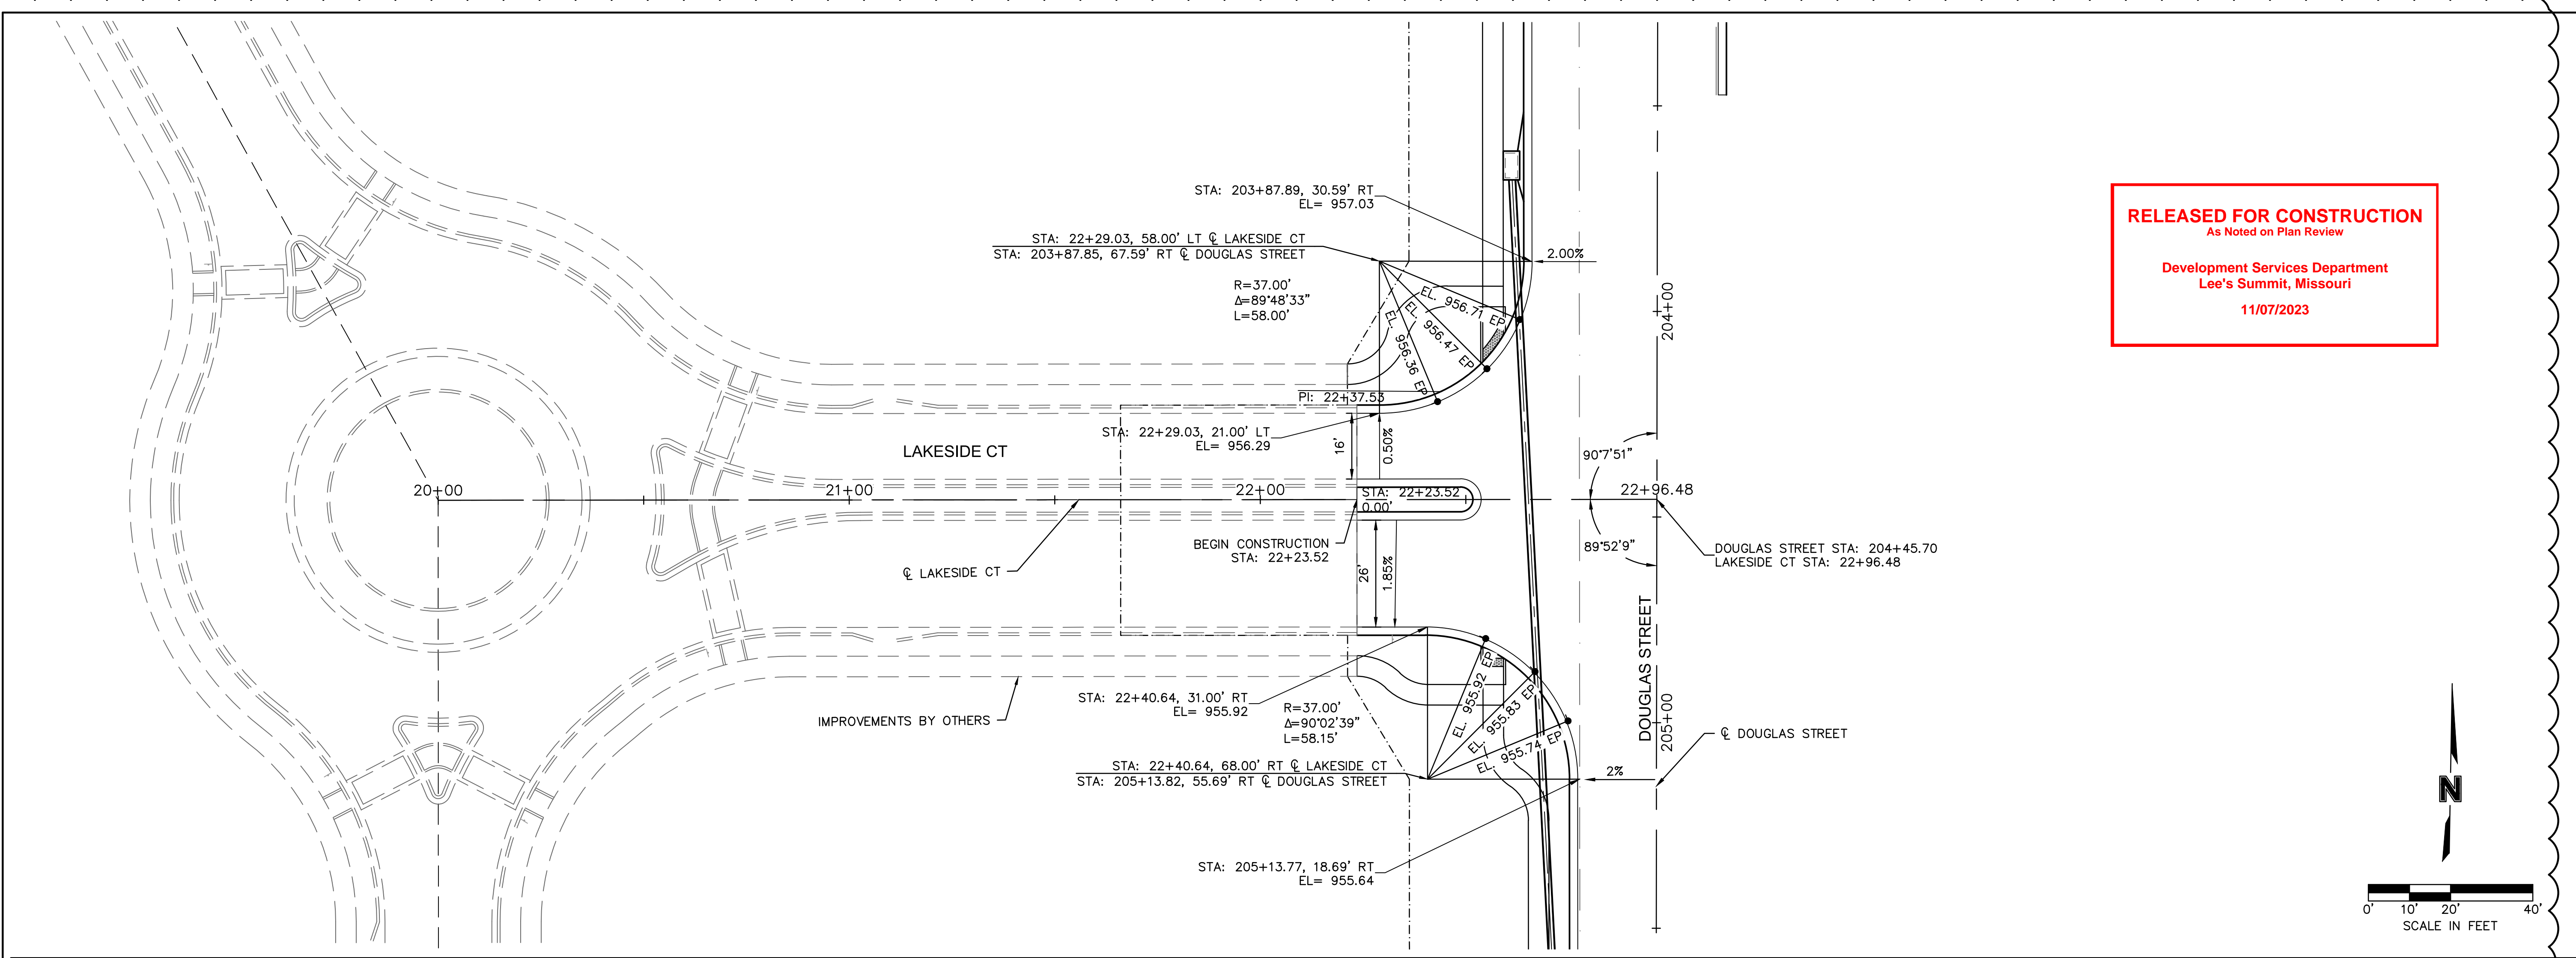 STA: 203+87.89, 30.59' RT
EL= 957.03
STA: 22+29.03, 58.00' LT ℄ LAKESIDE CT
STA: 203+87.85, 67.59' RT ℄ DOUGLAS STREET
2.00%
R=37.00'
Δ=89°48'33"
L=58.00'
EL. 956.71 EP
EL. 956.47 EP
EL. 956.36 EP
204+00
RELEASED FOR CONSTRUCTION
As Noted on Plan Review
Development Services Department
Lee's Summit, Missouri
11/07/2023
PI: 22+37.53
STA: 22+29.03, 21.00' LT
EL= 956.29
16'
0.50%
LAKESIDE CT
90°7'51"
20+00
21+00
22+00
STA: 22+23.52
0.00'
22+96.48
BEGIN CONSTRUCTION
STA: 22+23.52
89°52'9"
DOUGLAS STREET STA: 204+45.70
LAKESIDE CT STA: 22+96.48
℄ LAKESIDE CT
26'
1.85%
DOUGLAS STREET
205+00
STA: 22+40.64, 31.00' RT
EL= 955.92
R=37.00'
Δ=90°02'39"
L=58.15'
EL. 955.92 EP
EL. 955.83 EP
EL. 955.74 EP
IMPROVEMENTS BY OTHERS
℄ DOUGLAS STREET
STA: 22+40.64, 68.00' RT ℄ LAKESIDE CT
STA: 205+13.82, 55.69' RT ℄ DOUGLAS STREET
2%
STA: 205+13.77, 18.69' RT
EL= 955.64
N
0' 10' 20' 40'
SCALE IN FEET